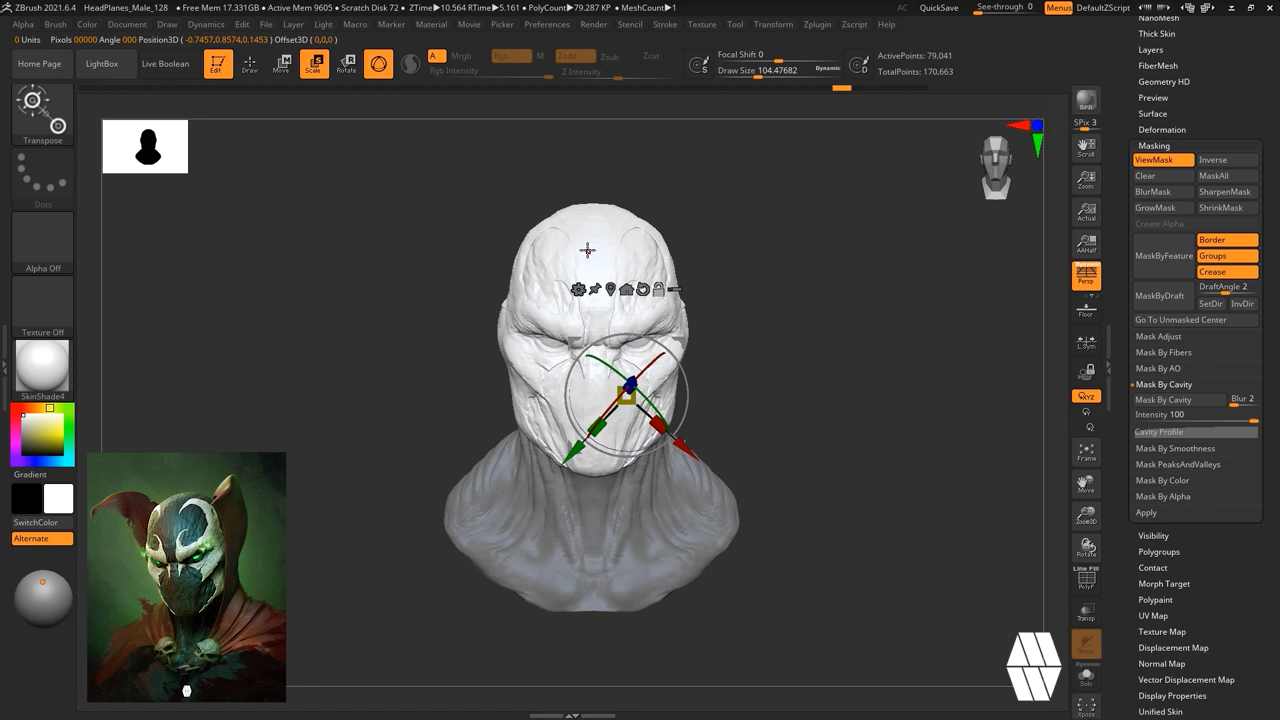 ZBrush 2021.6.4 HeadPlanes_Male_128 ● Free Mem 17.331GB ● Active Mem 9605 ● Scratch Disk 72 ● ZTime▶10.564 RTime▶5.161 ● PolyCount▶79.287 KP ● MeshCount▶1 AC QuickSave See-through 0 Menus DefaultZScript
Alpha Brush Color Document Draw Dynamics Edit File Layer Light Macro Marker Material Movie Picker Preferences Render Stencil Stroke Texture Tool Transform Zplugin Zscript Help
0 Units Pixols 00000 Angle 000 Position3D ( -0.7457,0.8574,0.1453 ) Offset3D ( 0,0,0 )
Home Page LightBox Live Boolean Edit Draw Move Scale Rotate
A Mrgb Rgb M Zadd Zsub Zcut
Rgb Intensity Z Intensity
S Focal Shift 0
Draw Size 104.47682 Dynamic D
ActivePoints: 79,041
TotalPoints: 170,663
Transpose
Dots
Alpha Off
Texture Off
SkinShade4
Gradient
SwitchColor
Alternate
BPR
SPix 3
Scroll
Zoom
Actual
AAHalf
Dynamic
Persp
Floor
L.Sym
XYZ
Frame
Move
Zoom3D
Rotate
Line Fill
PolyF
Transp
Dynamic
Solo
Xpose
NanoMesh
Thick Skin
Layers
FiberMesh
Geometry HD
Preview
Surface
Deformation
Masking
ViewMask Inverse
Clear MaskAll
BlurMask SharpenMask
GrowMask ShrinkMask
Create Alpha
MaskByFeature Border
Groups
Crease
MaskByDraft DraftAngle 2
SetDir InvDir
Go To Unmasked Center
Mask Adjust
Mask By Fibers
Mask By AO
Mask By Cavity
Mask By Cavity Blur 2
Intensity 100
Cavity Profile
Mask By Smoothness
Mask PeaksAndValleys
Mask By Color
Mask By Alpha
Apply
Visibility
Polygroups
Contact
Morph Target
Polypaint
UV Map
Texture Map
Displacement Map
Normal Map
Vector Displacement Map
Display Properties
Unified Skin